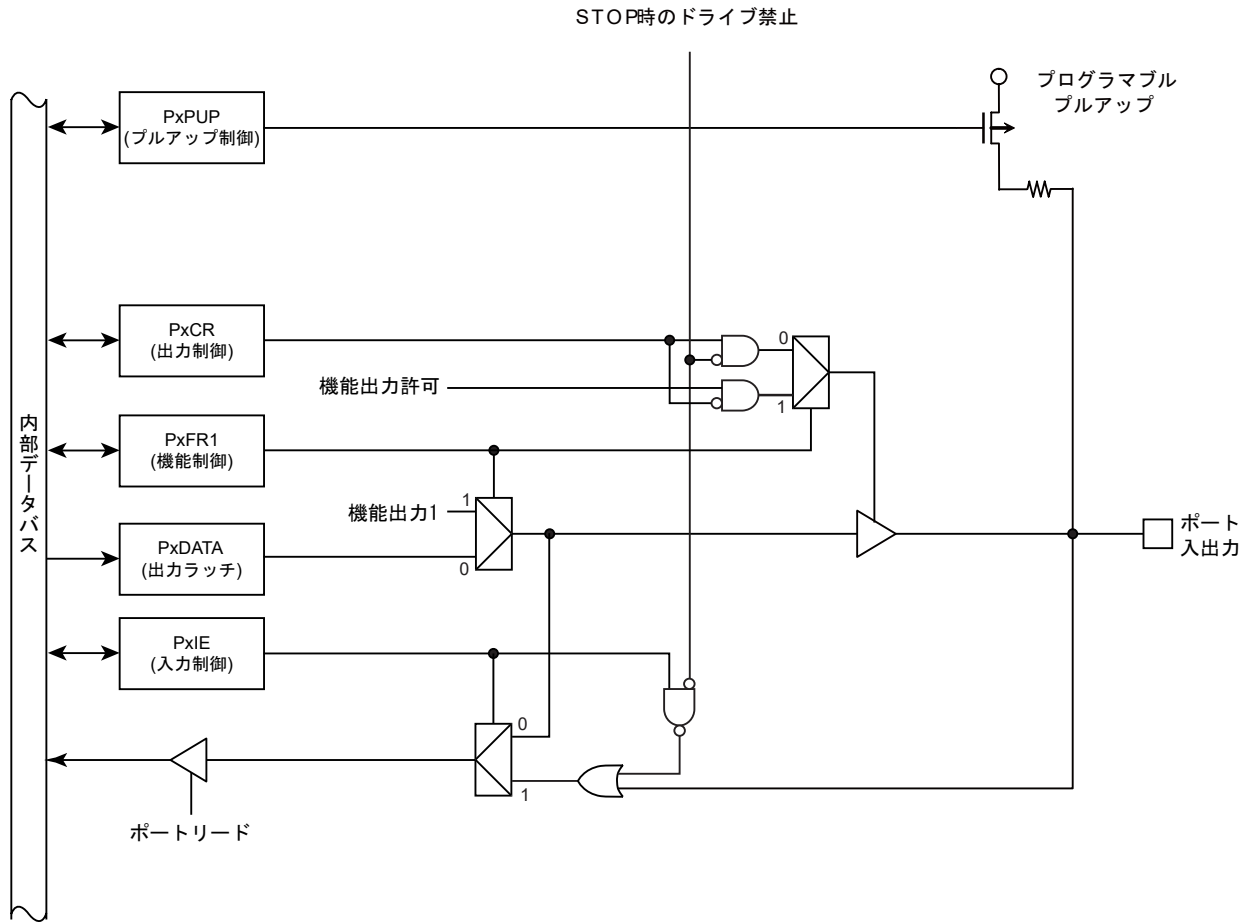 STOP時のドライブ禁止
プログラマブル
プルアップ
PxPUP
(プルアップ制御)
PxCR
(出力制御)
0
機能出力許可
1
内部データバス
PxFR1
(機能制御)
1
機能出力1
ポート
入出力
PxDATA
(出力ラッチ)
0
PxIE
(入力制御)
0
1
ポートリード